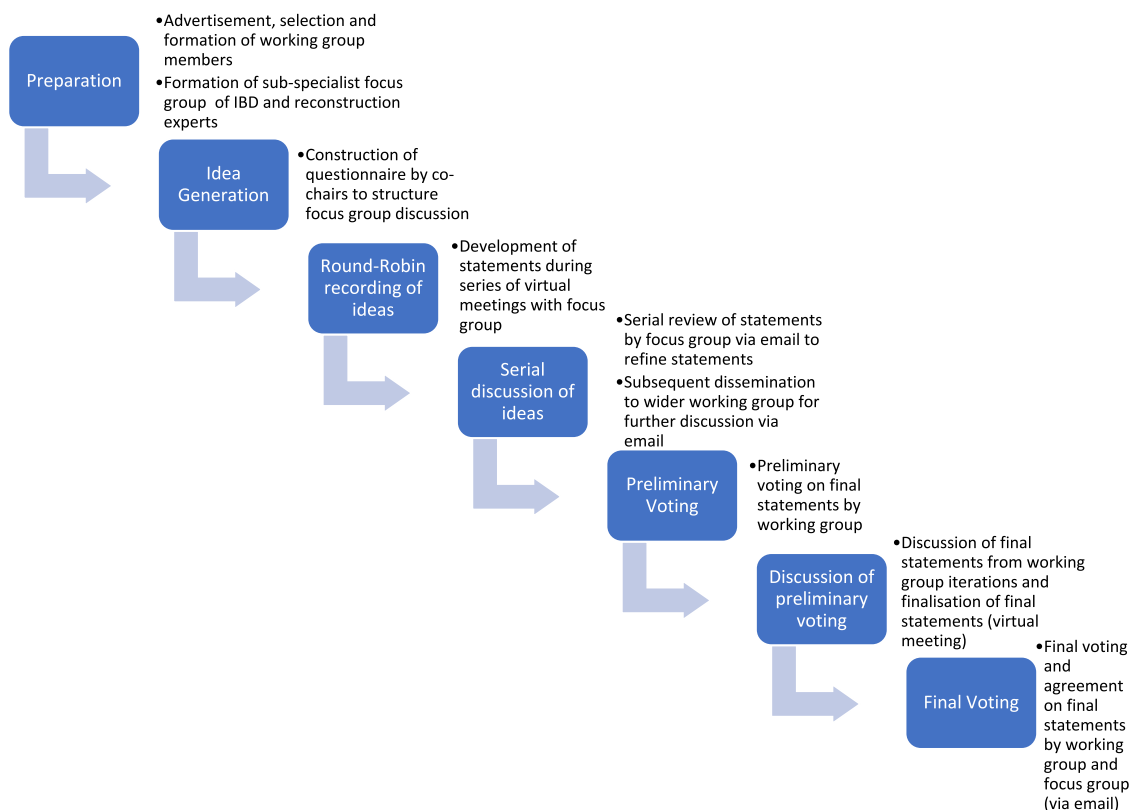 Preparation
•Advertisement, selection and
formation of working group
members
•Formation of sub-specialist focus
group of IBD and reconstruction
experts
Idea
Generation
•Construction of
questionnaire by co-
chairs to structure
focus group discussion
Round-Robin
recording of
ideas
•Development of
statements during
series of virtual
meetings with focus
group
Serial
discussion of
ideas
•Serial review of statements
by focus group via email to
refine statements
•Subsequent dissemination
to wider working group for
further discussion via
email
Preliminary
Voting
•Preliminary
voting on final
statements by
working group
Discussion of
preliminary
voting
•Discussion of final
statements from working
group iterations and
finalisation of final
statements (virtual
meeting)
Final Voting
•Final voting
and
agreement
on final
statements
by working
group and
focus group
(via email)